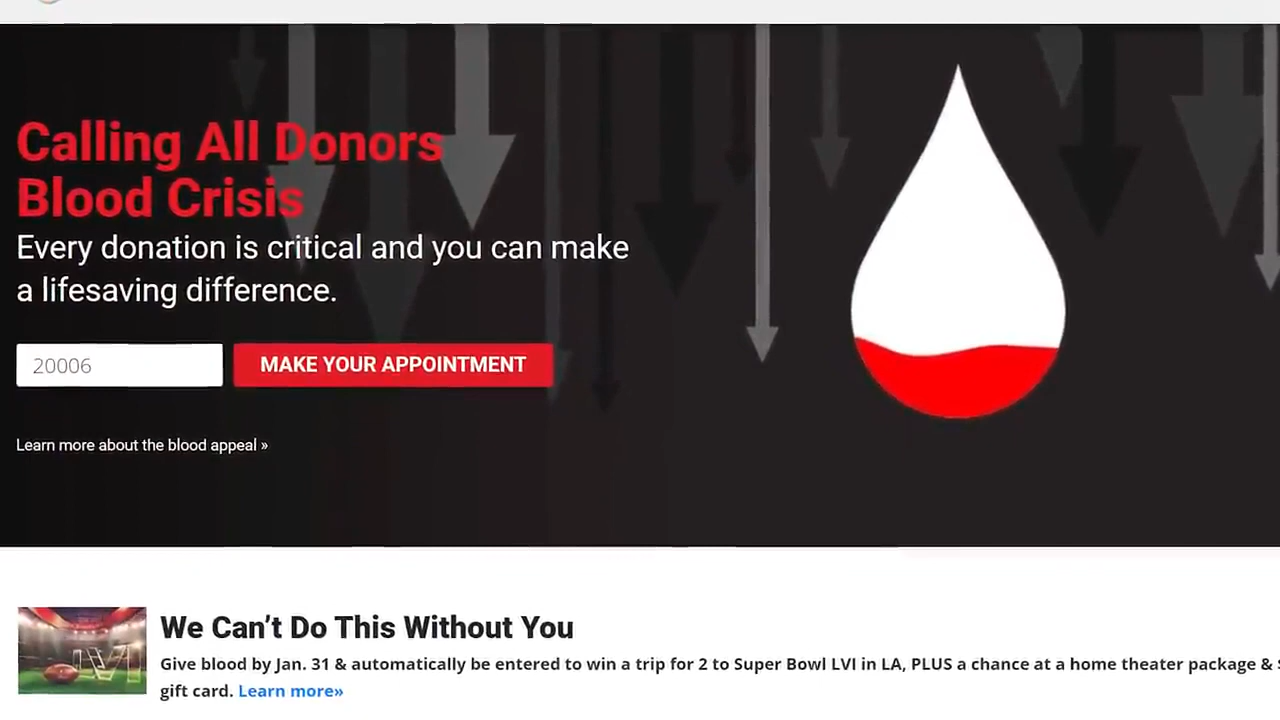 Calling All Donors
Blood Crisis
Every donation is critical and you can make
a lifesaving difference.
20006
MAKE YOUR APPOINTMENT
Learn more about the blood appeal »
LVI
We Can’t Do This Without You
Give blood by Jan. 31 & automatically be entered to win a trip for 2 to Super Bowl LVI in LA, PLUS a chance at a home theater package &
gift card. Learn more»